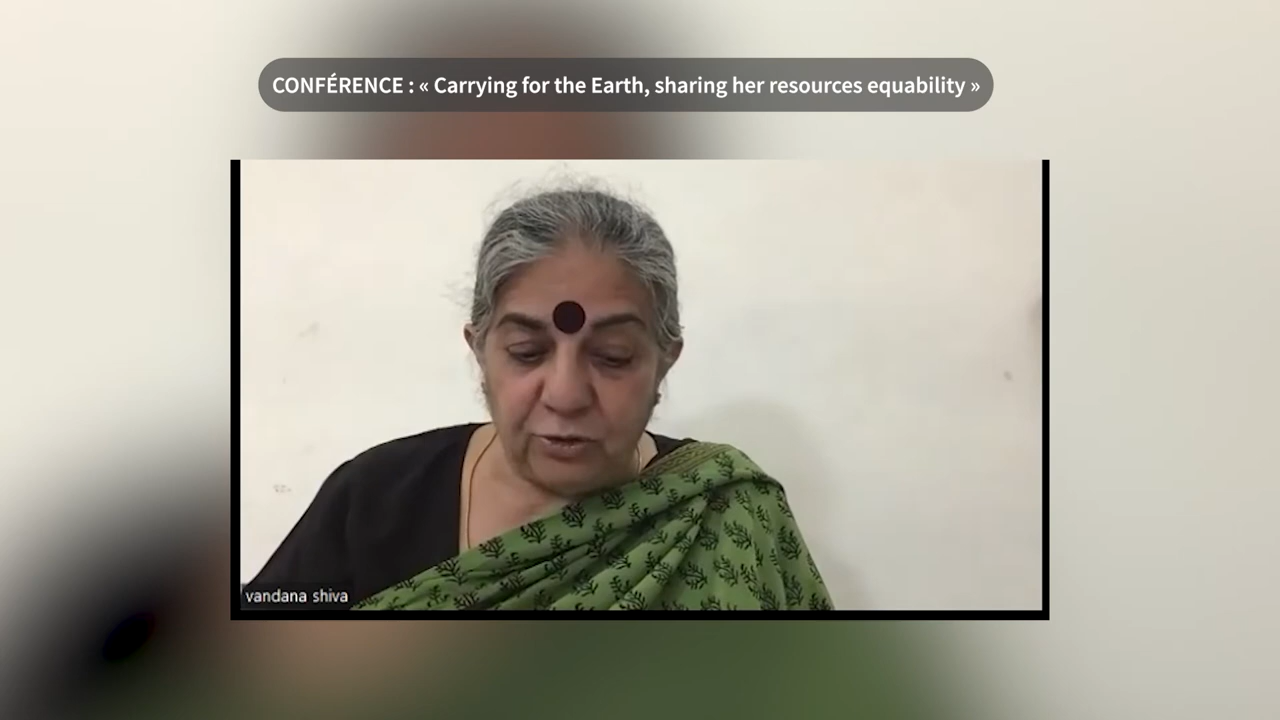 CONFÉRENCE : « Carrying for the Earth, sharing her resources equability »
vandana shiva